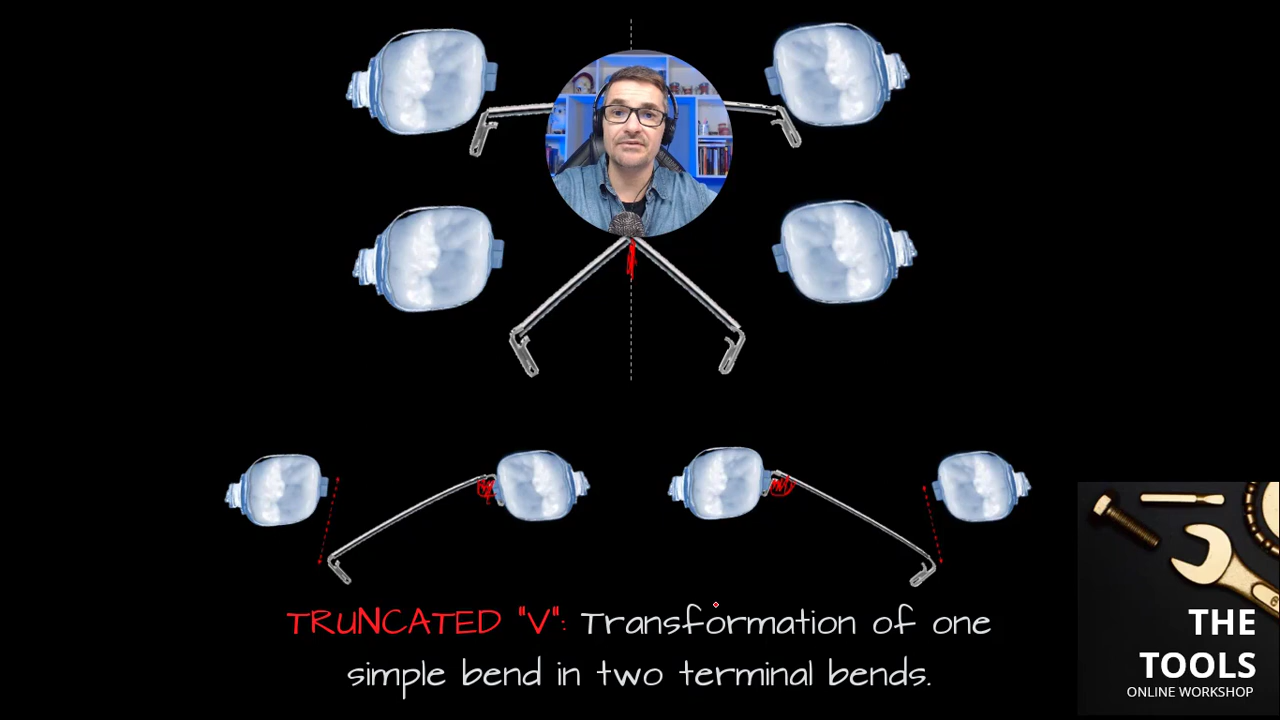 TRUNCATED "V": Transformation of one
simple bend in two terminal bends.
THE
TOOLS
ONLINE WORKSHOP